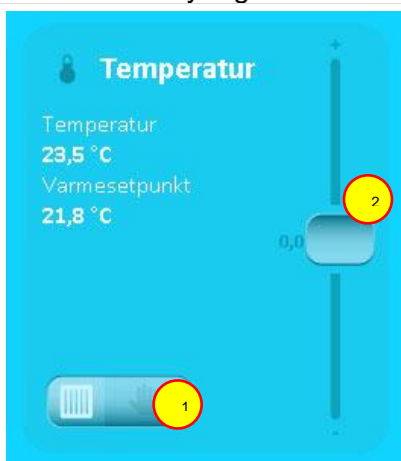 Temperatur
+
Temperatur
23,5 °C
Varmesetpunkt
21,8 °C
2
0,0
1
-